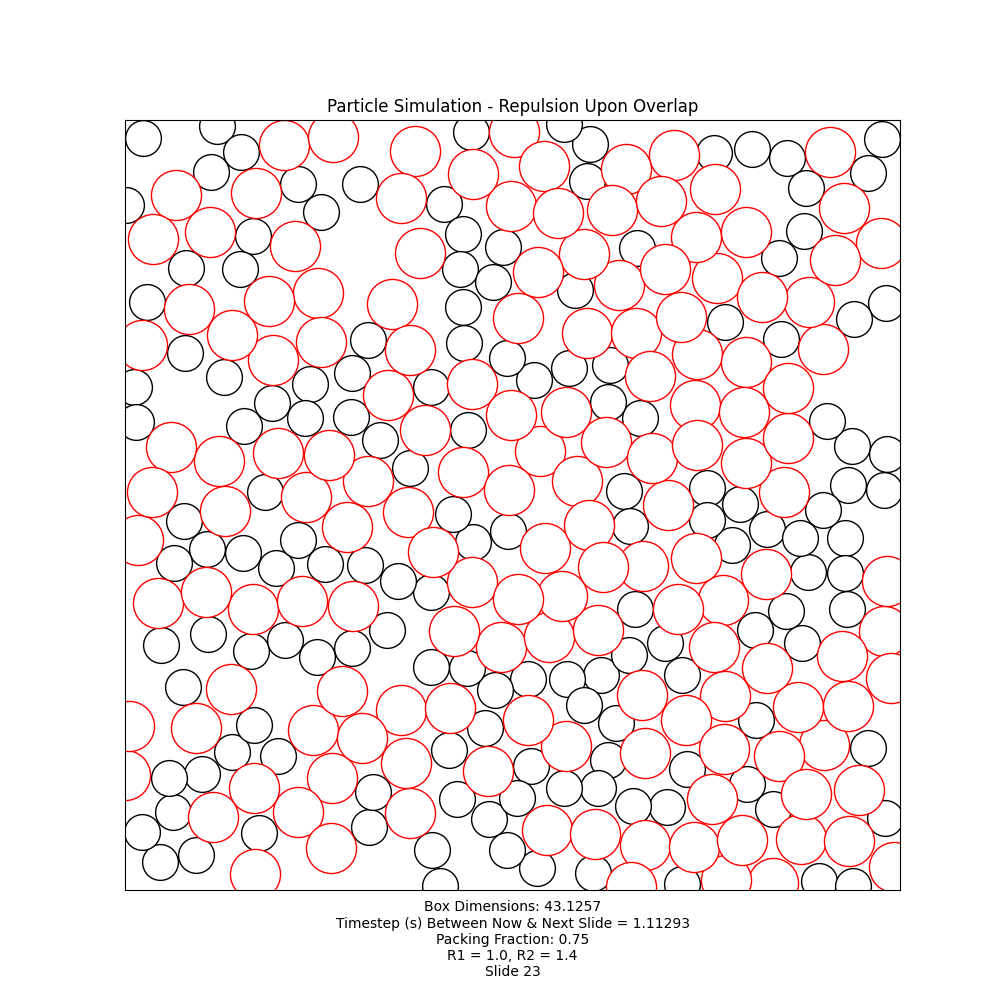 Particle Simulation - Repulsion Upon Overlap
Box Dimensions: 43.1257
Timestep (s) Between Now & Next Slide = 1.11293
Packing Fraction: 0.75
R1 = 1.0, R2 = 1.4
Slide 23